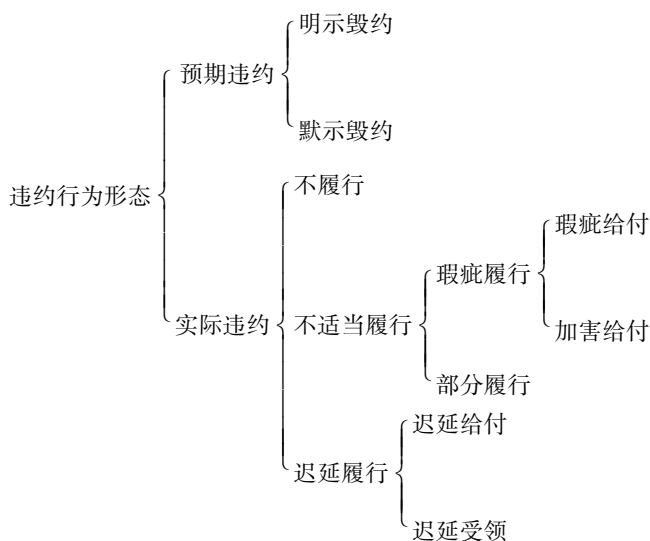 明示毁约
预期违约
默示毁约
不履行
违约行为形态
瑕疵给付
瑕疵履行
实际违约
不适当履行
加害给付
部分履行
迟延给付
迟延履行
迟延受领